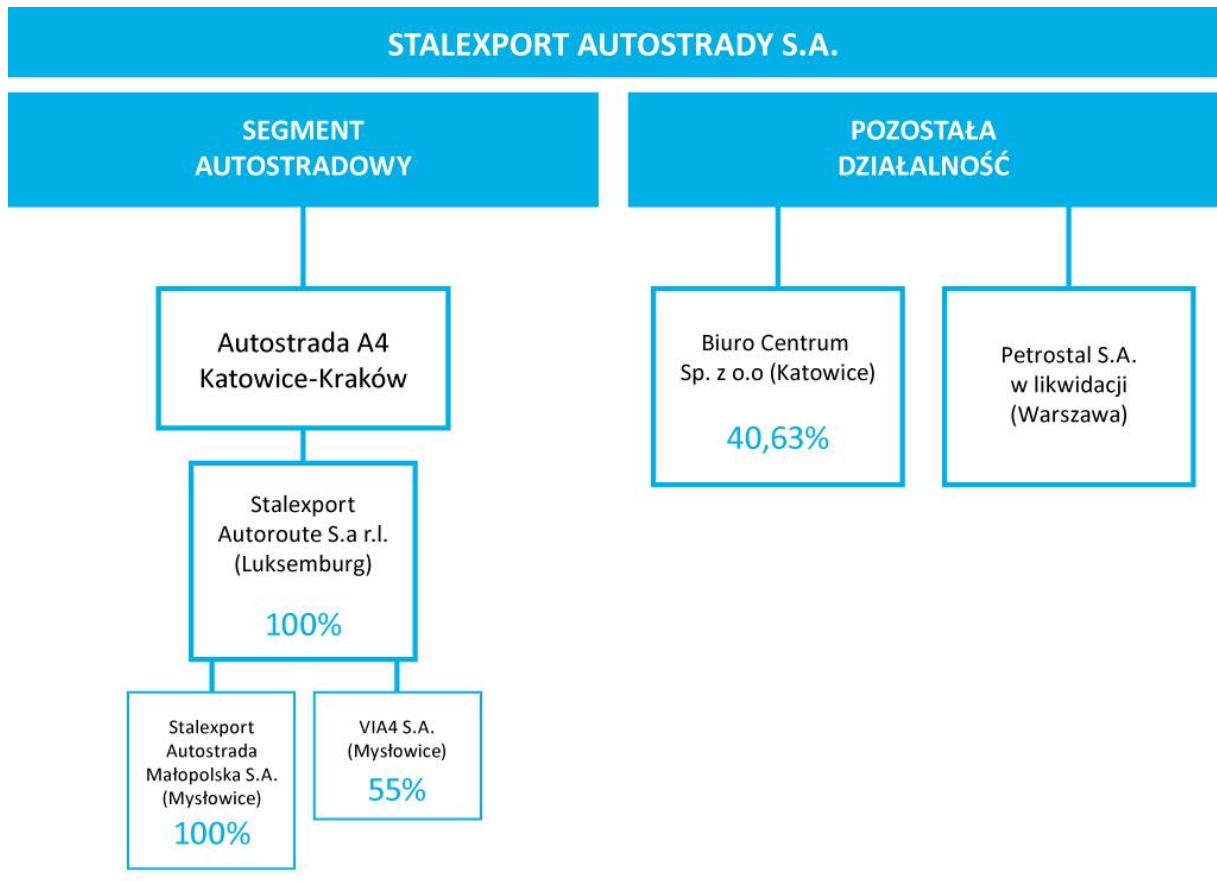 STALEXPORT AUTOSTRADY S.A.
SEGMENT
AUTOSTRADOWY
POZOSTAŁA
DZIAŁALNOŚĆ
Autostrada A4
Katowice-Kraków
Biuro Centrum
Sp. z o.o (Katowice)
40,63%
Petrostal S.A.
w likwidacji
(Warszawa)
Stalexport
Autoroute S.a r.l.
(Luksemburg)
100%
Stalexport
Autostrada
Małopolska S.A.
(Mysłowice)
100%
VIA4 S.A.
(Mysłowice)
55%